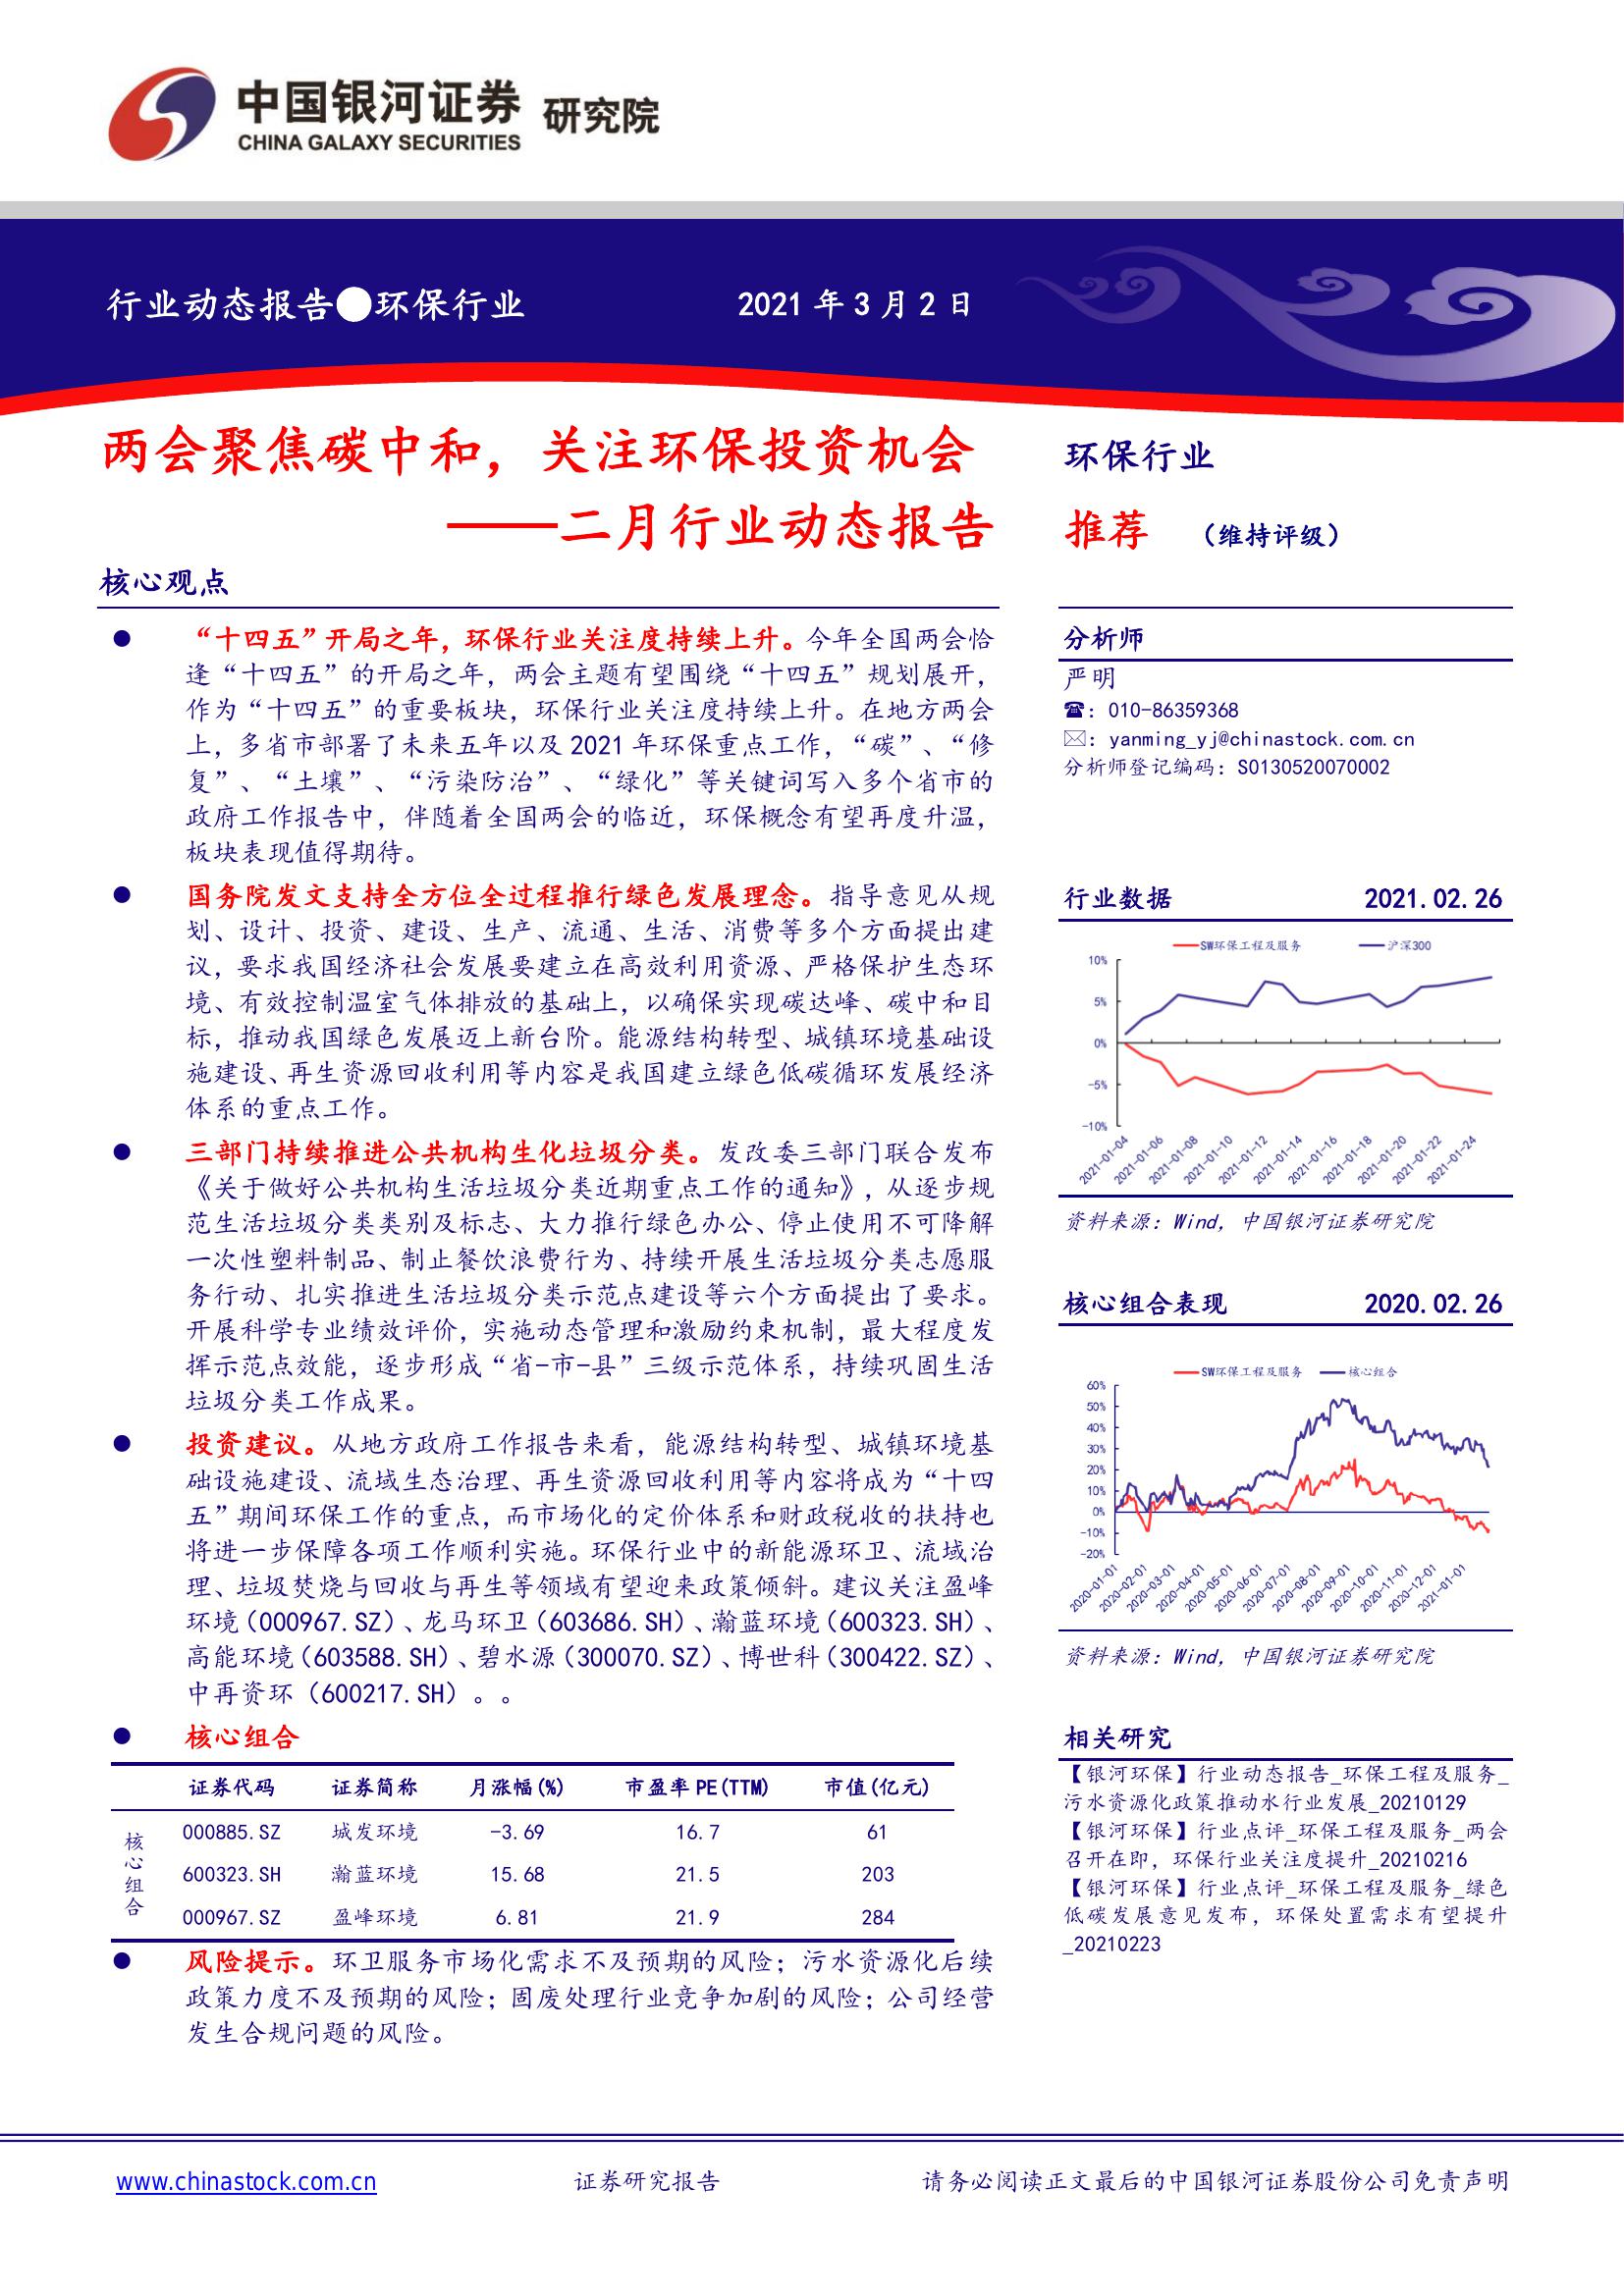 中国银河证券 研究院
CHINA GALAXY SECURITIES
行业动态报告●环保行业
2021 年 3 月 2 日
两会聚焦碳中和，关注环保投资机会
——二月行业动态报告
核心观点
● “十四五”开局之年，环保行业关注度持续上升。今年全国两会恰
逢“十四五”的开局之年，两会主题有望围绕“十四五”规划展开，
作为“十四五”的重要板块，环保行业关注度持续上升。在地方两会
上，多省市部署了未来五年以及 2021 年环保重点工作，“碳”、“修
复”、“土壤”、“污染防治”、“绿化”等关键词写入多个省市的
政府工作报告中，伴随着全国两会的临近，环保概念有望再度升温，
板块表现值得期待。
● 国务院发文支持全方位全过程推行绿色发展理念。指导意见从规
划、设计、投资、建设、生产、流通、生活、消费等多个方面提出建
议，要求我国经济社会发展要建立在高效利用资源、严格保护生态环
境、有效控制温室气体排放的基础上，以确保实现碳达峰、碳中和目
标，推动我国绿色发展迈上新台阶。能源结构转型、城镇环境基础设
施建设、再生资源回收利用等内容是我国建立绿色低碳循环发展经济
体系的重点工作。
● 三部门持续推进公共机构生化垃圾分类。发改委三部门联合发布
《关于做好公共机构生活垃圾分类近期重点工作的通知》，从逐步规
范生活垃圾分类类别及标志、大力推行绿色办公、停止使用不可降解
一次性塑料制品、制止餐饮浪费行为、持续开展生活垃圾分类志愿服
务行动、扎实推进生活垃圾分类示范点建设等六个方面提出了要求。
开展科学专业绩效评价，实施动态管理和激励约束机制，最大程度发
挥示范点效能，逐步形成“省-市-县”三级示范体系，持续巩固生活
垃圾分类工作成果。
● 投资建议。从地方政府工作报告来看，能源结构转型、城镇环境基
础设施建设、流域生态治理、再生资源回收利用等内容将成为“十四
五”期间环保工作的重点，而市场化的定价体系和财政税收的扶持也
将进一步保障各项工作顺利实施。环保行业中的新能源环卫、流域治
理、垃圾焚烧与回收与再生等领域有望迎来政策倾斜。建议关注盈峰
环境（000967.SZ）、龙马环卫（603686.SH）、瀚蓝环境（600323.SH）、
高能环境（603588.SH）、碧水源（300070.SZ）、博世科（300422.SZ）、
中再资环（600217.SH）。。
● 核心组合
证券代码 证券简称 月涨幅(%) 市盈率 PE(TTM) 市值(亿元)
核心组合
000885.SZ 城发环境 -3.69 16.7 61
600323.SH 瀚蓝环境 15.68 21.5 203
000967.SZ 盈峰环境 6.81 21.9 284
● 风险提示。环卫服务市场化需求不及预期的风险；污水资源化后续
政策力度不及预期的风险；固废处理行业竞争加剧的风险；公司经营
发生合规问题的风险。
环保行业
推荐 （维持评级）
分析师
严明
☎：010-86359368
✉：yanming_yj@chinastock.com.cn
分析师登记编码：S0130520070002
行业数据 2021.02.26
SW环保工程及服务 沪深300
10%
5%
0%
-5%
-10%
2021-01-04 2021-01-06 2021-01-08 2021-01-10 2021-01-12 2021-01-14 2021-01-16 2021-01-18 2021-01-20 2021-01-22 2021-01-24
资料来源：Wind，中国银河证券研究院
核心组合表现 2020.02.26
SW环保工程及服务 核心组合
60%
50%
40%
30%
20%
10%
0%
-10%
-20%
2020-01-01 2020-02-01 2020-03-01 2020-04-01 2020-05-01 2020-06-01 2020-07-01 2020-08-01 2020-09-01 2020-10-01 2020-11-01 2020-12-01 2021-01-01
资料来源：Wind，中国银河证券研究院
相关研究
【银河环保】行业动态报告_环保工程及服务_
污水资源化政策推动水行业发展_20210129
【银河环保】行业点评_环保工程及服务_两会
召开在即，环保行业关注度提升_20210216
【银河环保】行业点评_环保工程及服务_绿色
低碳发展意见发布，环保处置需求有望提升
_20210223
www.chinastock.com.cn 证券研究报告 请务必阅读正文最后的中国银河证券股份公司免责声明